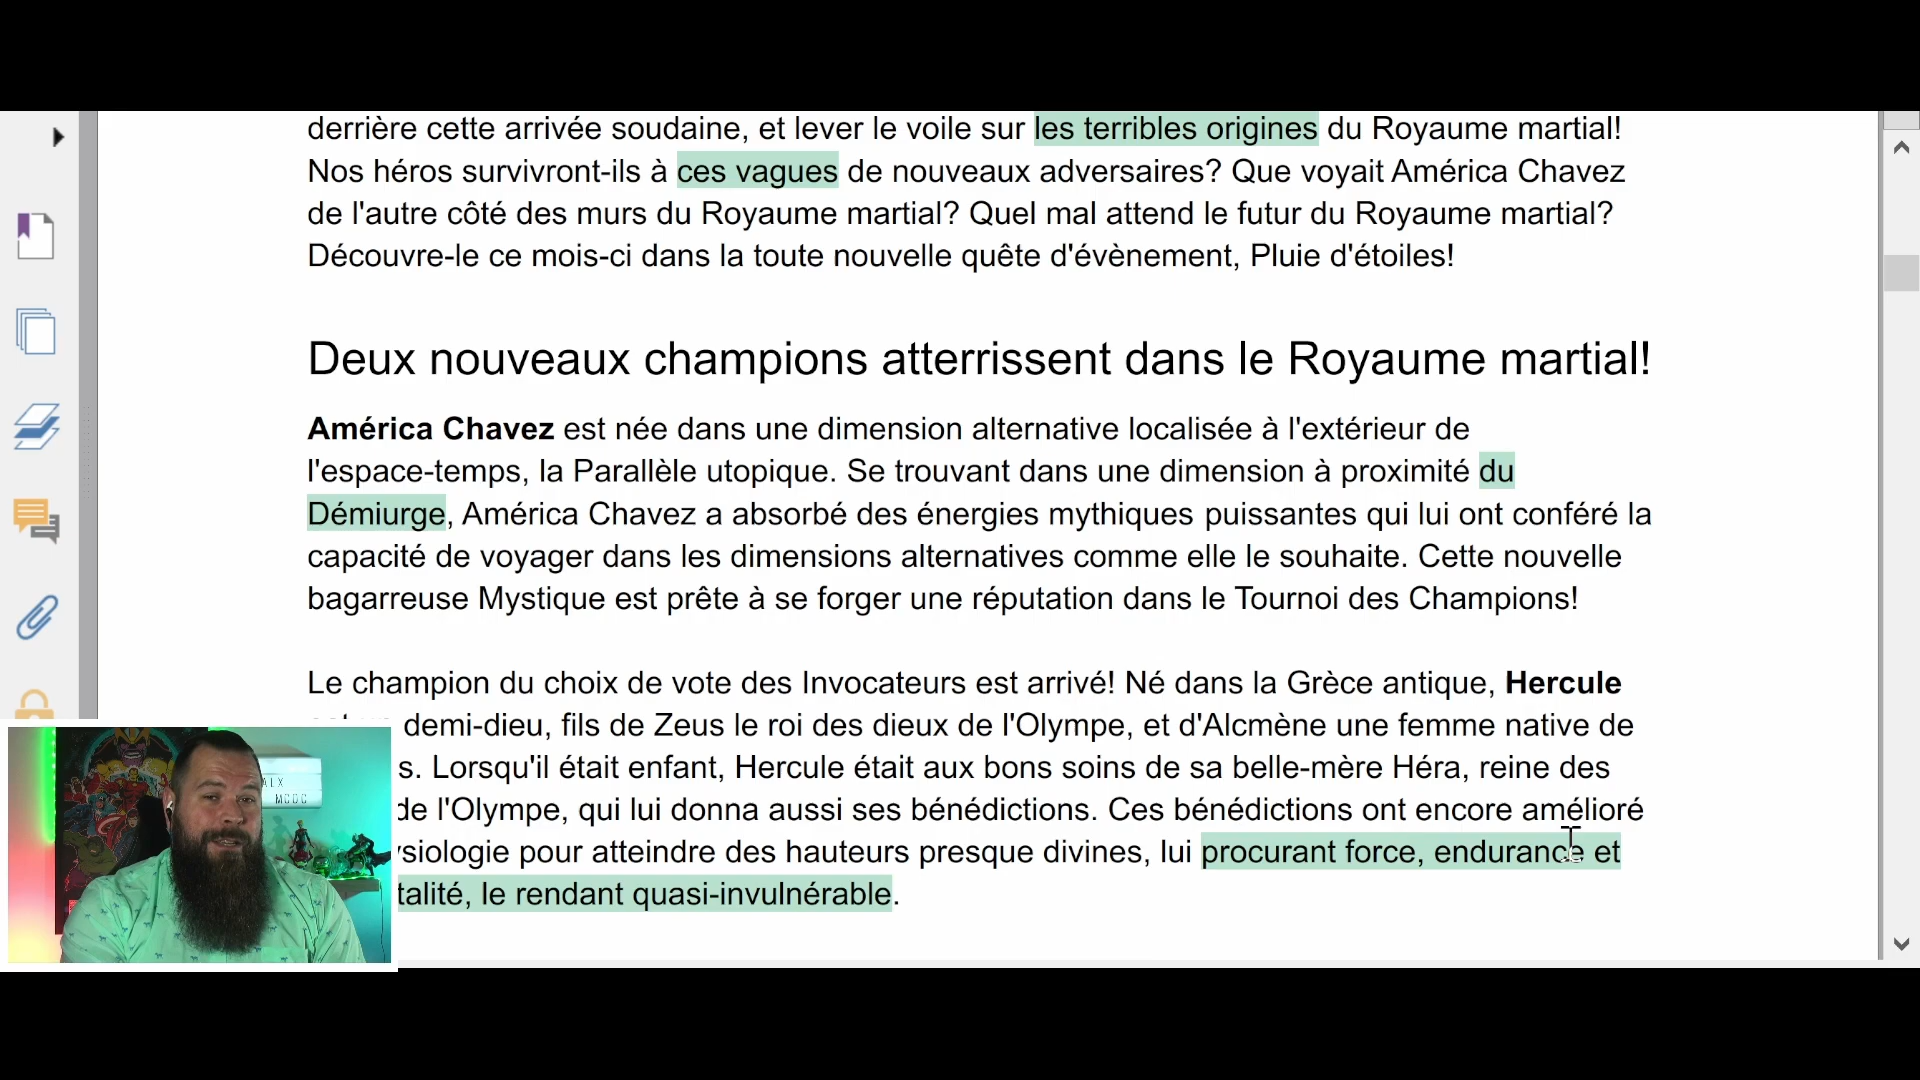 derrière cette arrivée soudaine, et lever le voile sur les terribles origines du Royaume martial!
Nos héros survivront-ils à ces vagues de nouveaux adversaires? Que voyait América Chavez
de l'autre côté des murs du Royaume martial? Quel mal attend le futur du Royaume martial?
Découvre-le ce mois-ci dans la toute nouvelle quête d'évènement, Pluie d'étoiles!
Deux nouveaux champions atterrissent dans le Royaume martial!
América Chavez est née dans une dimension alternative localisée à l'extérieur de
l'espace-temps, la Parallèle utopique. Se trouvant dans une dimension à proximité du
Démiurge, América Chavez a absorbé des énergies mythiques puissantes qui lui ont conféré la
capacité de voyager dans les dimensions alternatives comme elle le souhaite. Cette nouvelle
bagarreuse Mystique est prête à se forger une réputation dans le Tournoi des Champions!
Le champion du choix de vote des Invocateurs est arrivé! Né dans la Grèce antique, Hercule
demi-dieu, fils de Zeus le roi des dieux de l'Olympe, et d'Alcmène une femme native de
s. Lorsqu'il était enfant, Hercule était aux bons soins de sa belle-mère Héra, reine des
de l'Olympe, qui lui donna aussi ses bénédictions. Ces bénédictions ont encore amélioré
ysiologie pour atteindre des hauteurs presque divines, lui procurant force, endurance et
talité, le rendant quasi-invulnérable.
ALX
MCOC